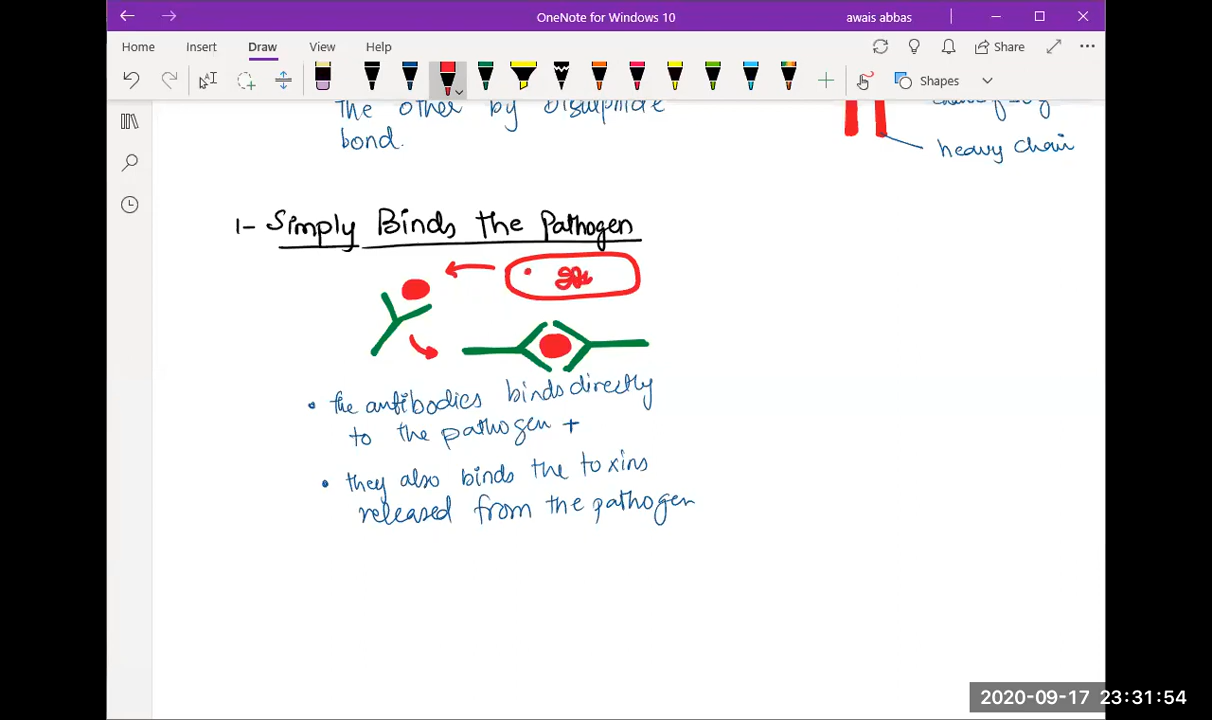 OneNote for Windows 10
awais abbas
Home Insert Draw View Help
Share
Shapes
the other by Disulphide
bond.
heavy chain
1- Simply Binds the Pathogen
• the antibodies binds directly
to the pathogen +
• they also binds the toxins
released from the pathogen
2020-09-17 23:31:54